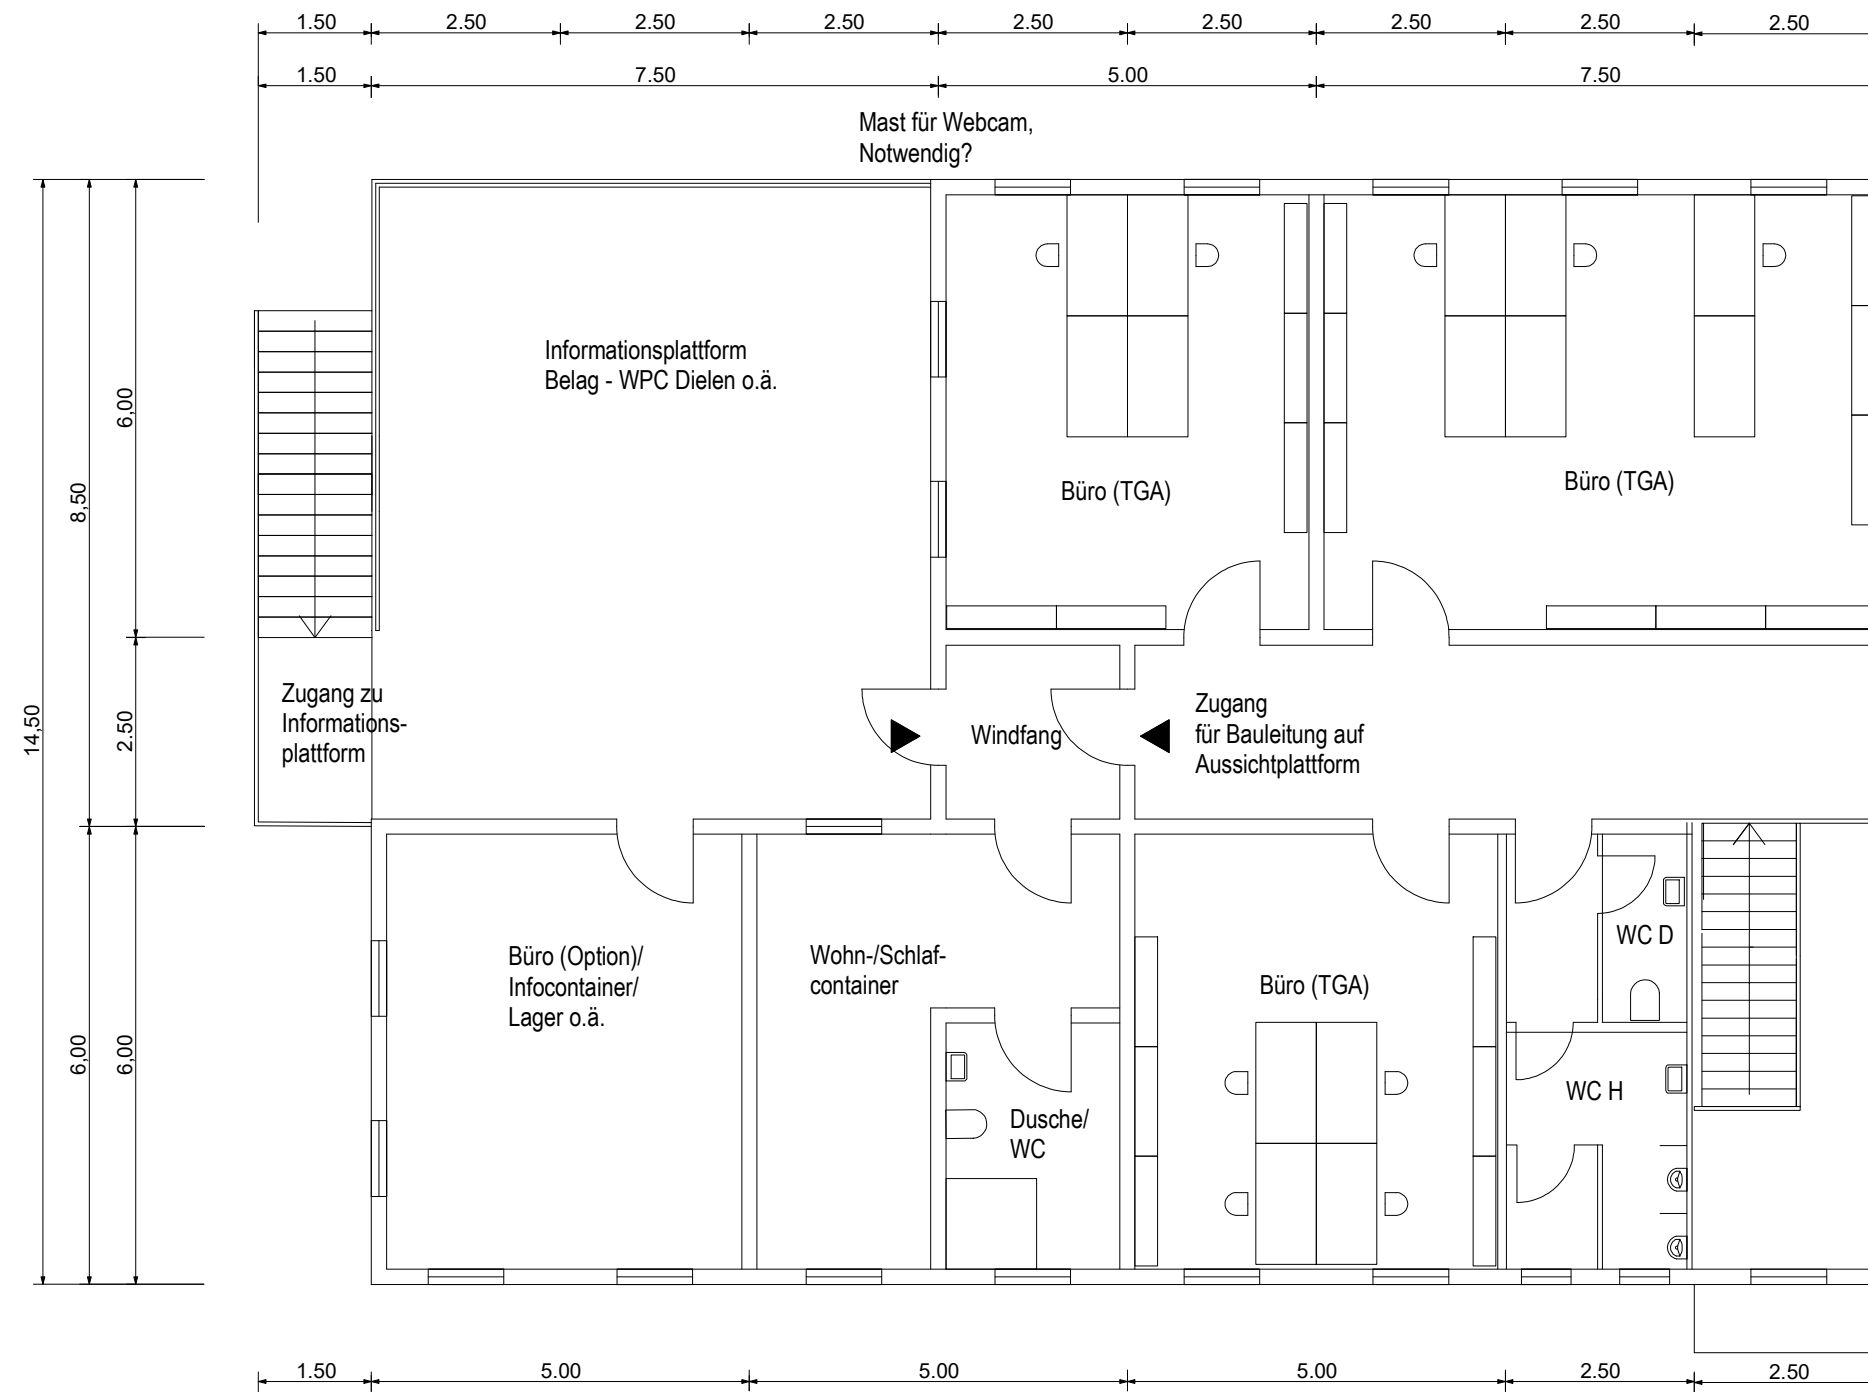 1.50 2.50 2.50 2.50 2.50 2.50 2.50 2.50 2.50
1.50 7.50 5.00 7.50
Mast für Webcam,
Notwendig?
14,50
8,50
6,00
2.50
6,00
6,00
Informationsplattform
Belag - WPC Dielen o.ä.
Büro (TGA)
Büro (TGA)
Zugang zu
Informations-
plattform
Windfang
Zugang
für Bauleitung auf
Aussichtplattform
Büro (Option)/
Infocontainer/
Lager o.ä.
Wohn-/Schlaf-
container
Dusche/
WC
Büro (TGA)
WC D
WC H
1.50 5.00 5.00 5.00 2.50 2.50